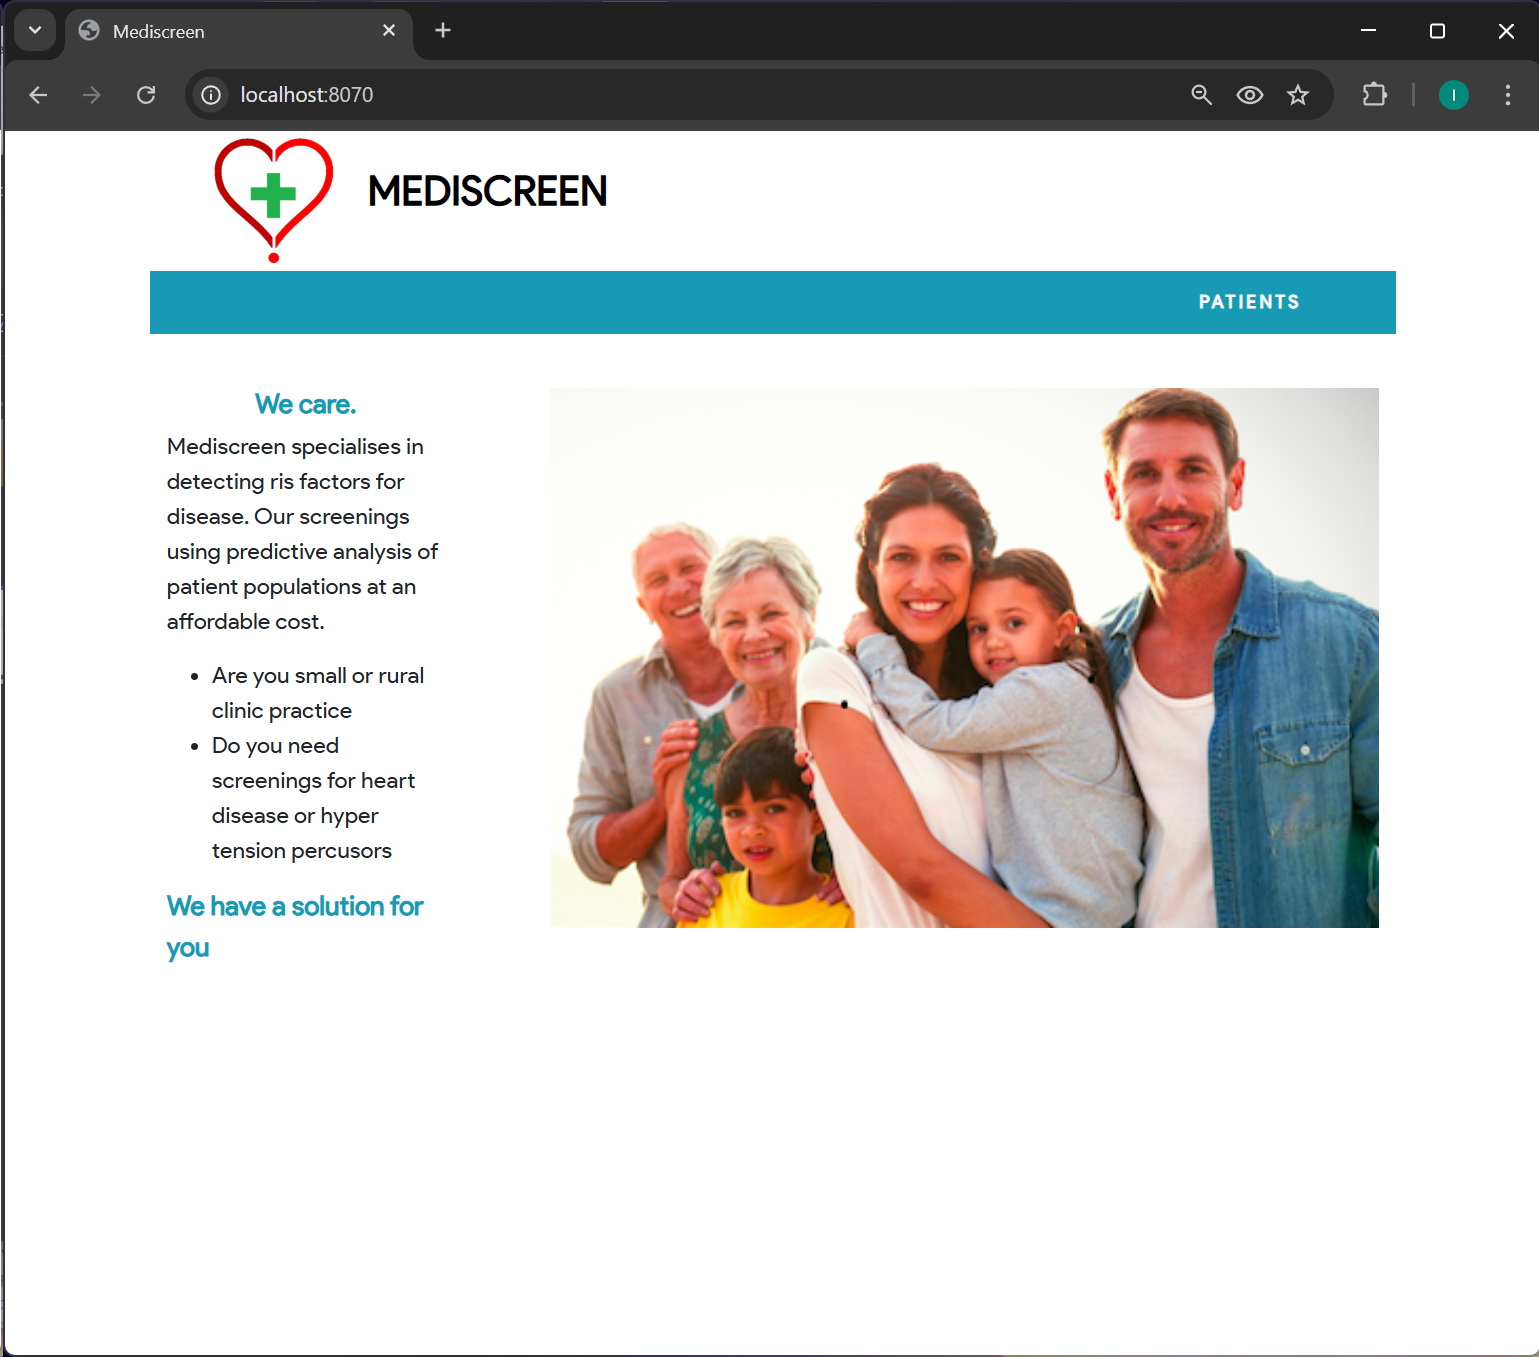 Mediscreen
localhost:8070
I
MEDISCREEN
PATIENTS
We care.
Mediscreen specialises in
detecting ris factors for
disease. Our screenings
using predictive analysis of
patient populations at an
affordable cost.
• Are you small or rural
clinic practice
• Do you need
screenings for heart
disease or hyper
tension percusors
We have a solution for
you